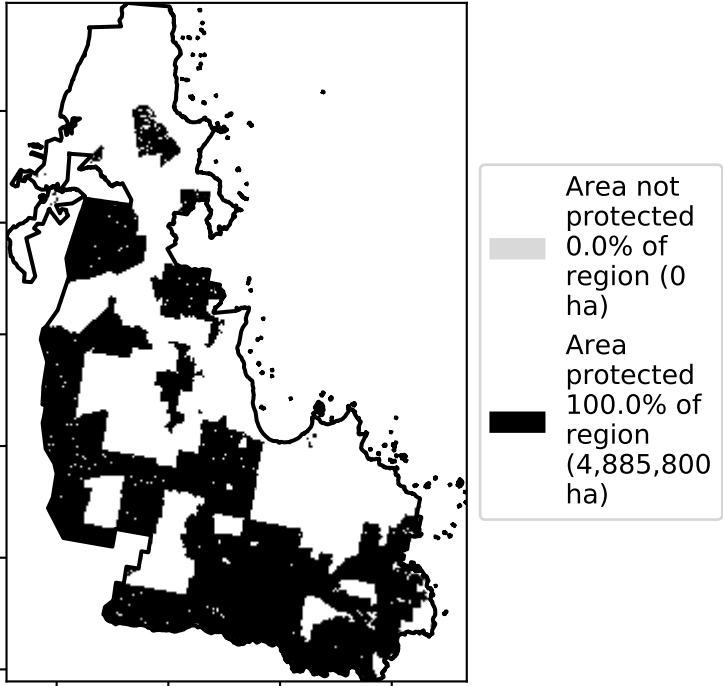 Area not
protected
0.0% of
region (0
ha)
Area
protected
100.0% of
region
(4,885,800
ha)